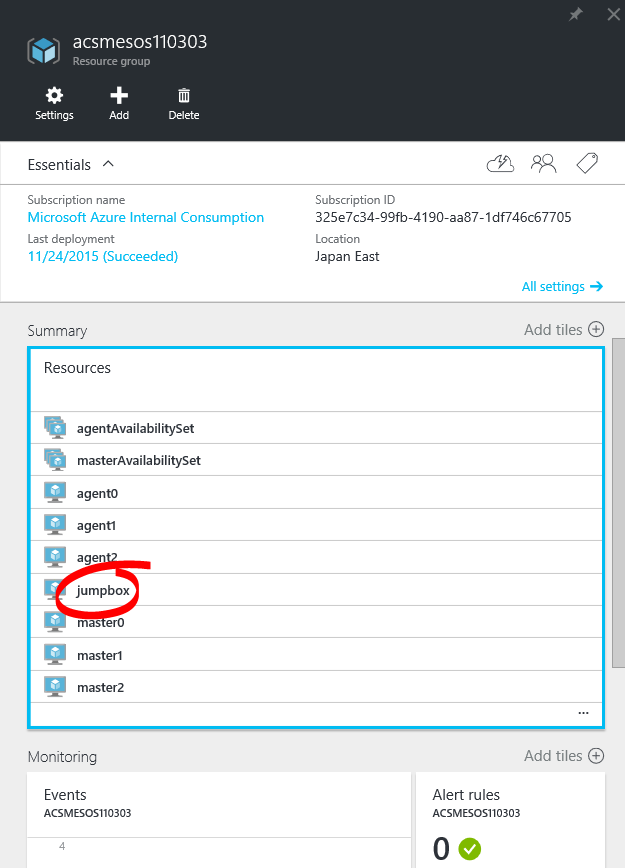 acsmesos110303
Resource group
Settings Add Delete
Essentials
Subscription name Subscription ID
Microsoft Azure Internal Consumption 325e7c34-99fb-4190-aa87-1df746c67705
Last deployment Location
11/24/2015 (Succeeded) Japan East
All settings
Summary Add tiles
Resources
agentAvailabilitySet
masterAvailabilitySet
agent0
agent1
agent2
jumpbox
master0
master1
master2
...
Monitoring Add tiles
Events Alert rules
ACSMESOS110303 ACSMESOS110303
4 0